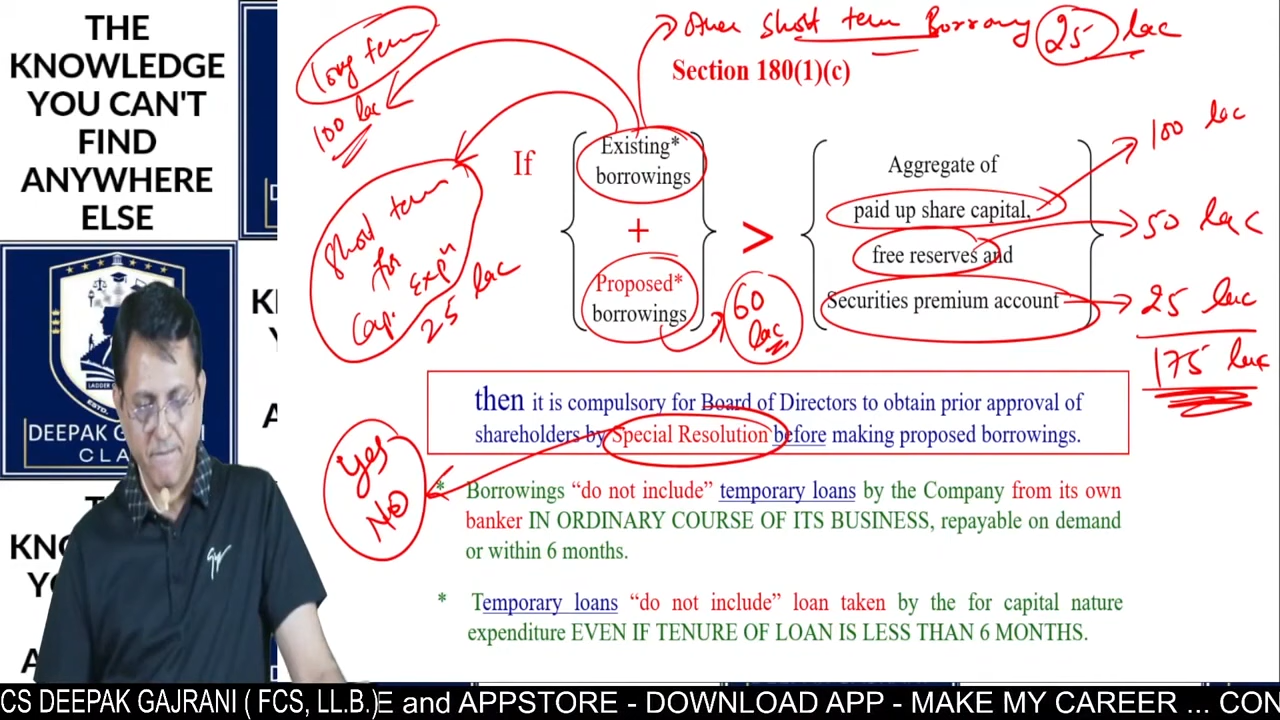 THE
KNOWLEDGE
YOU CAN'T
FIND
ANYWHERE
ELSE
DEEPAK GAJRANI
CLA
Other Short term Borrowing 25 lac
Section 180(1)(c)
long term
100 lac
Short term
for
Cap. expn
25 lac
If
Existing*
borrowings
+
Proposed*
borrowings
60
lac
>
Aggregate of
paid up share capital,
free reserves and
Securities premium account
100 lac
50 lac
25 lac
175 lac
then it is compulsory for Board of Directors to obtain prior approval of
shareholders by Special Resolution before making proposed borrowings.
Yes
No
* Borrowings “do not include” temporary loans by the Company from its own
banker IN ORDINARY COURSE OF ITS BUSINESS, repayable on demand
or within 6 months.
* Temporary loans “do not include” loan taken by the for capital nature
expenditure EVEN IF TENURE OF LOAN IS LESS THAN 6 MONTHS.
CS DEEPAK GAJRANI ( FCS, LL.B.)E and APPSTORE - DOWNLOAD APP - MAKE MY CAREER ... CON